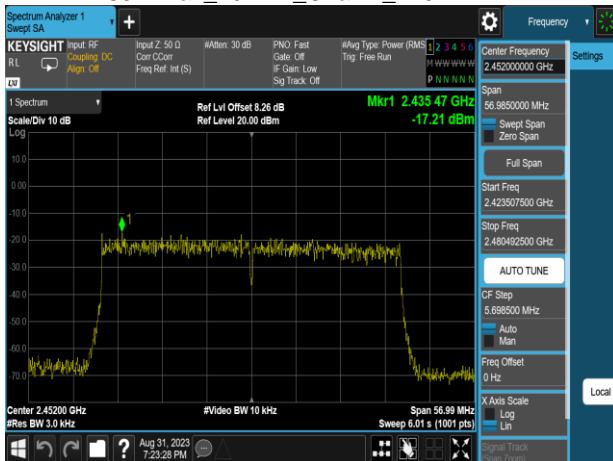 Spectrum Analyzer 1
Swept SA
Frequency
KEYSIGHT
RL
LXI
Input: RF
Coupling: DC
Align: Off
Input Z: 50 Ω
Corr CCorr
Freq Ref: Int (S)
#Atten: 30 dB
PNO: Fast
Gate: Off
IF Gain: Low
Sig Track: Off
#Avg Type: Power (RMS
Trig: Free Run
1 2 3 4 5 6
M W W W W W
P N N N N N
Center Frequency
2.452000000 GHz
Settings
Span
56.9850000 MHz
Swept Span
Zero Span
Full Span
Start Freq
2.423507500 GHz
Stop Freq
2.480492500 GHz
AUTO TUNE
CF Step
5.698500 MHz
Auto
Man
Freq Offset
0 Hz
X Axis Scale
Log
Lin
Signal Track
(Span Zoom)
Local
1 Spectrum
Scale/Div 10 dB
Log
Ref Lvl Offset 8.26 dB
Ref Level 20.00 dBm
Mkr1 2.435 47 GHz
-17.21 dBm
10.0
0.00
-10.0
-20.0
-30.0
-40.0
-50.0
-60.0
-70.0
1
Center 2.45200 GHz
#Res BW 3.0 kHz
#Video BW 10 kHz
Span 56.99 MHz
Sweep 6.01 s (1001 pts)
?
Aug 31, 2023
7:23:28 PM